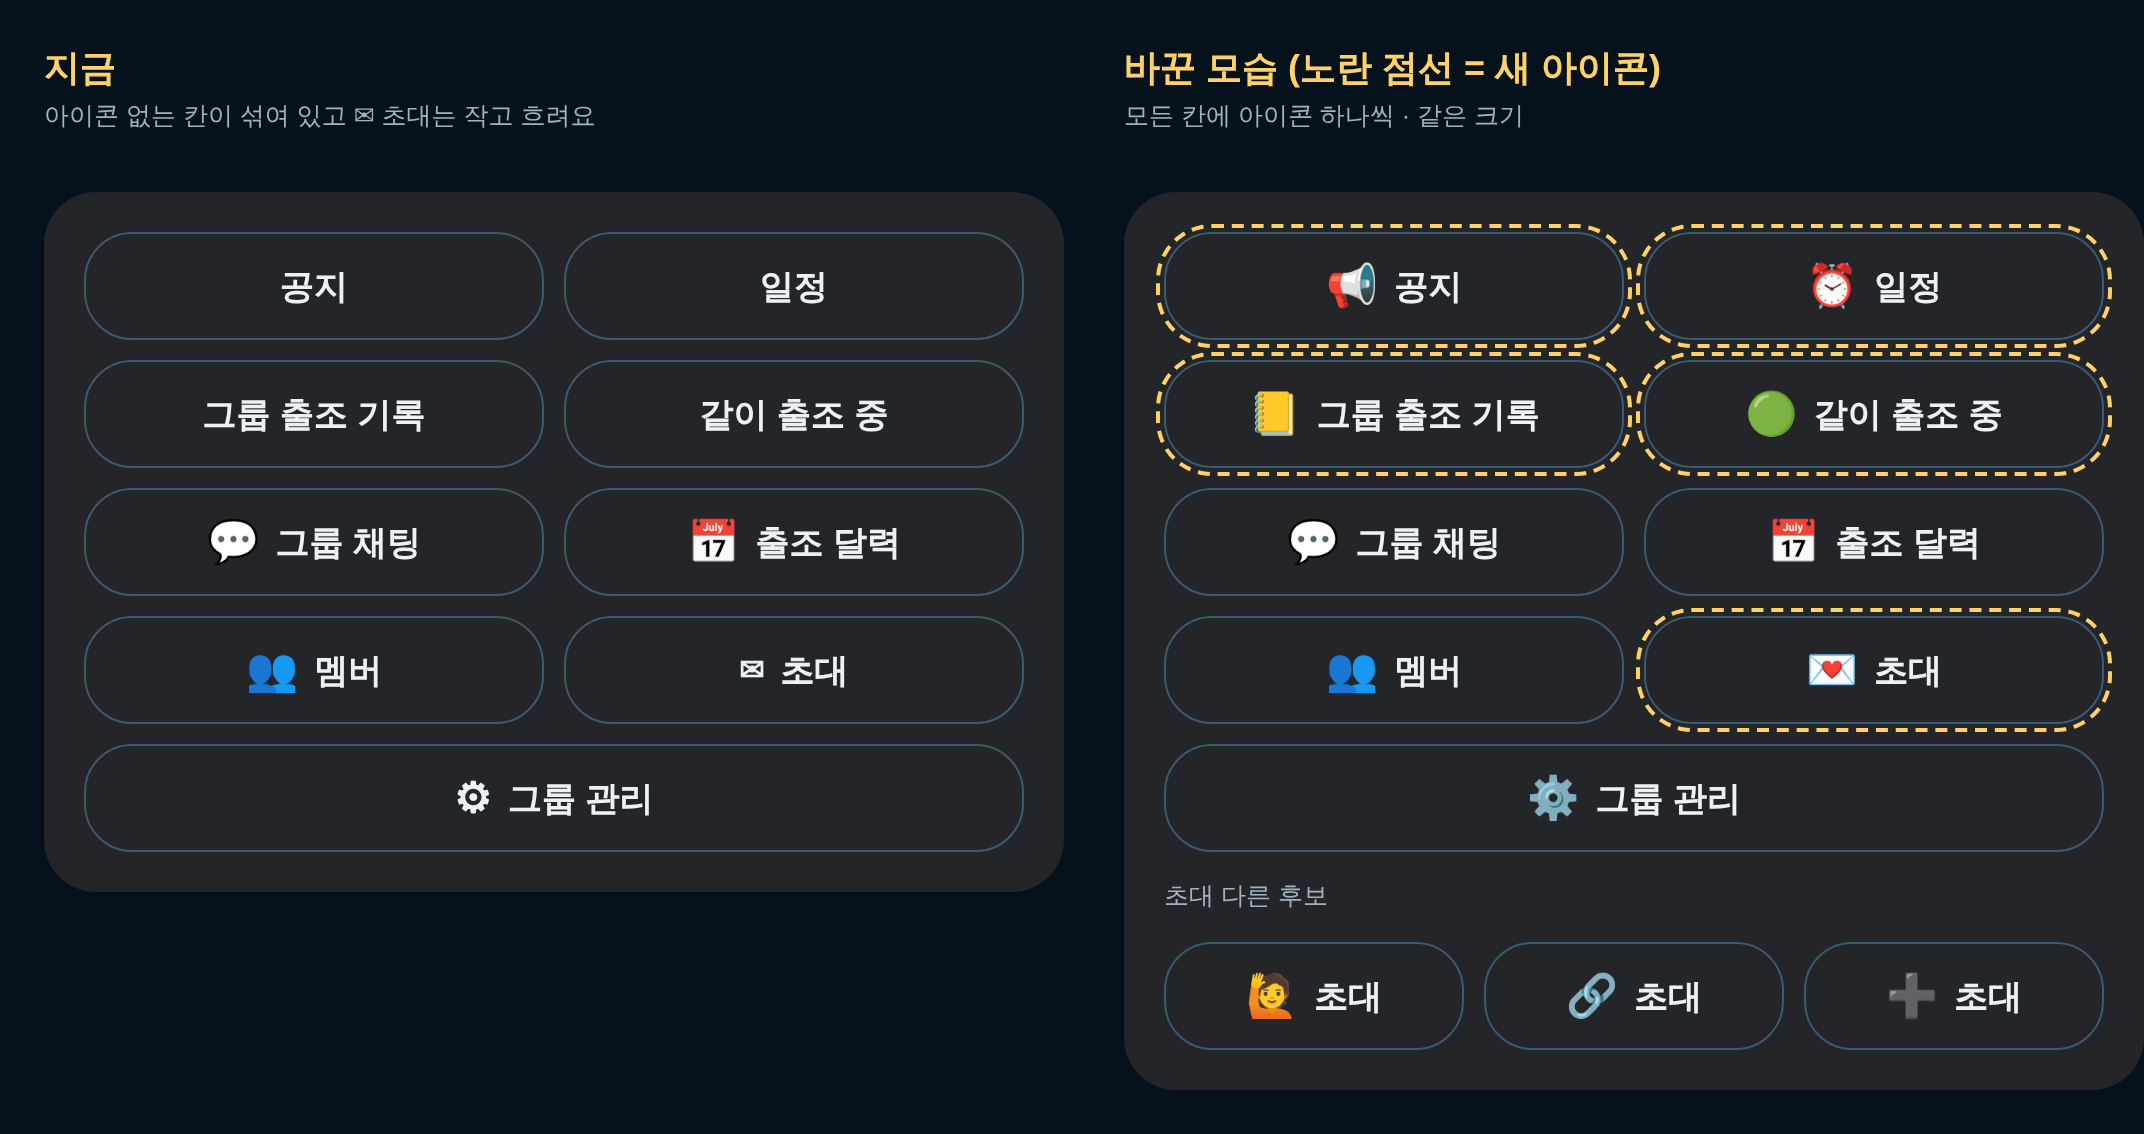 지금
아이콘 없는 칸이 섞여 있고 ✉ 초대는 작고 흐려요
공지
일정
그룹 출조 기록
같이 출조 중
💬 그룹 채팅
📅 출조 달력
👥 멤버
✉ 초대
⚙ 그룹 관리
바꾼 모습 (노란 점선 = 새 아이콘)
모든 칸에 아이콘 하나씩 · 같은 크기
📢 공지
⏰ 일정
📒 그룹 출조 기록
🟢 같이 출조 중
💬 그룹 채팅
📅 출조 달력
👥 멤버
💌 초대
⚙️ 그룹 관리
초대 다른 후보
🙋 초대
🔗 초대
➕ 초대